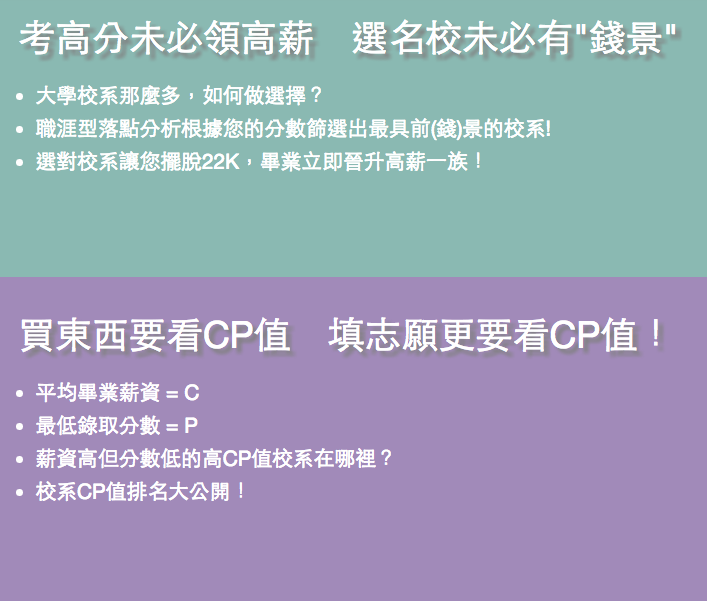 考高分未必領高薪　選名校未必有"錢景"
• 大學校系那麼多，如何做選擇？
• 職涯型落點分析根據您的分數篩選出最具前(錢)景的校系!
• 選對校系讓您擺脫22K，畢業立即晉升高薪一族！
買東西要看CP值　填志願更要看CP值！
• 平均畢業薪資 = C
• 最低錄取分數 = P
• 薪資高但分數低的高CP值校系在哪裡？
• 校系CP值排名大公開！